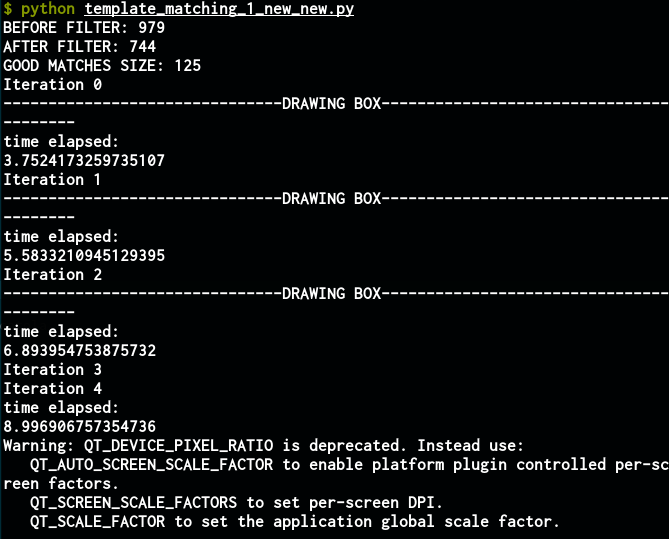 $ python template_matching_1_new_new.py
BEFORE FILTER: 979
AFTER FILTER: 744
GOOD MATCHES SIZE: 125
Iteration 0
-------------------------------DRAWING BOX--------------------------------
--------
time elapsed:
3.7524173259735107
Iteration 1
-------------------------------DRAWING BOX--------------------------------
--------
time elapsed:
5.5833210945129395
Iteration 2
-------------------------------DRAWING BOX--------------------------------
--------
time elapsed:
6.893954753875732
Iteration 3
Iteration 4
time elapsed:
8.996906757354736
Warning: QT_DEVICE_PIXEL_RATIO is deprecated. Instead use:
   QT_AUTO_SCREEN_SCALE_FACTOR to enable platform plugin controlled per-sc
reen factors.
   QT_SCREEN_SCALE_FACTORS to set per-screen DPI.
   QT_SCALE_FACTOR to set the application global scale factor.